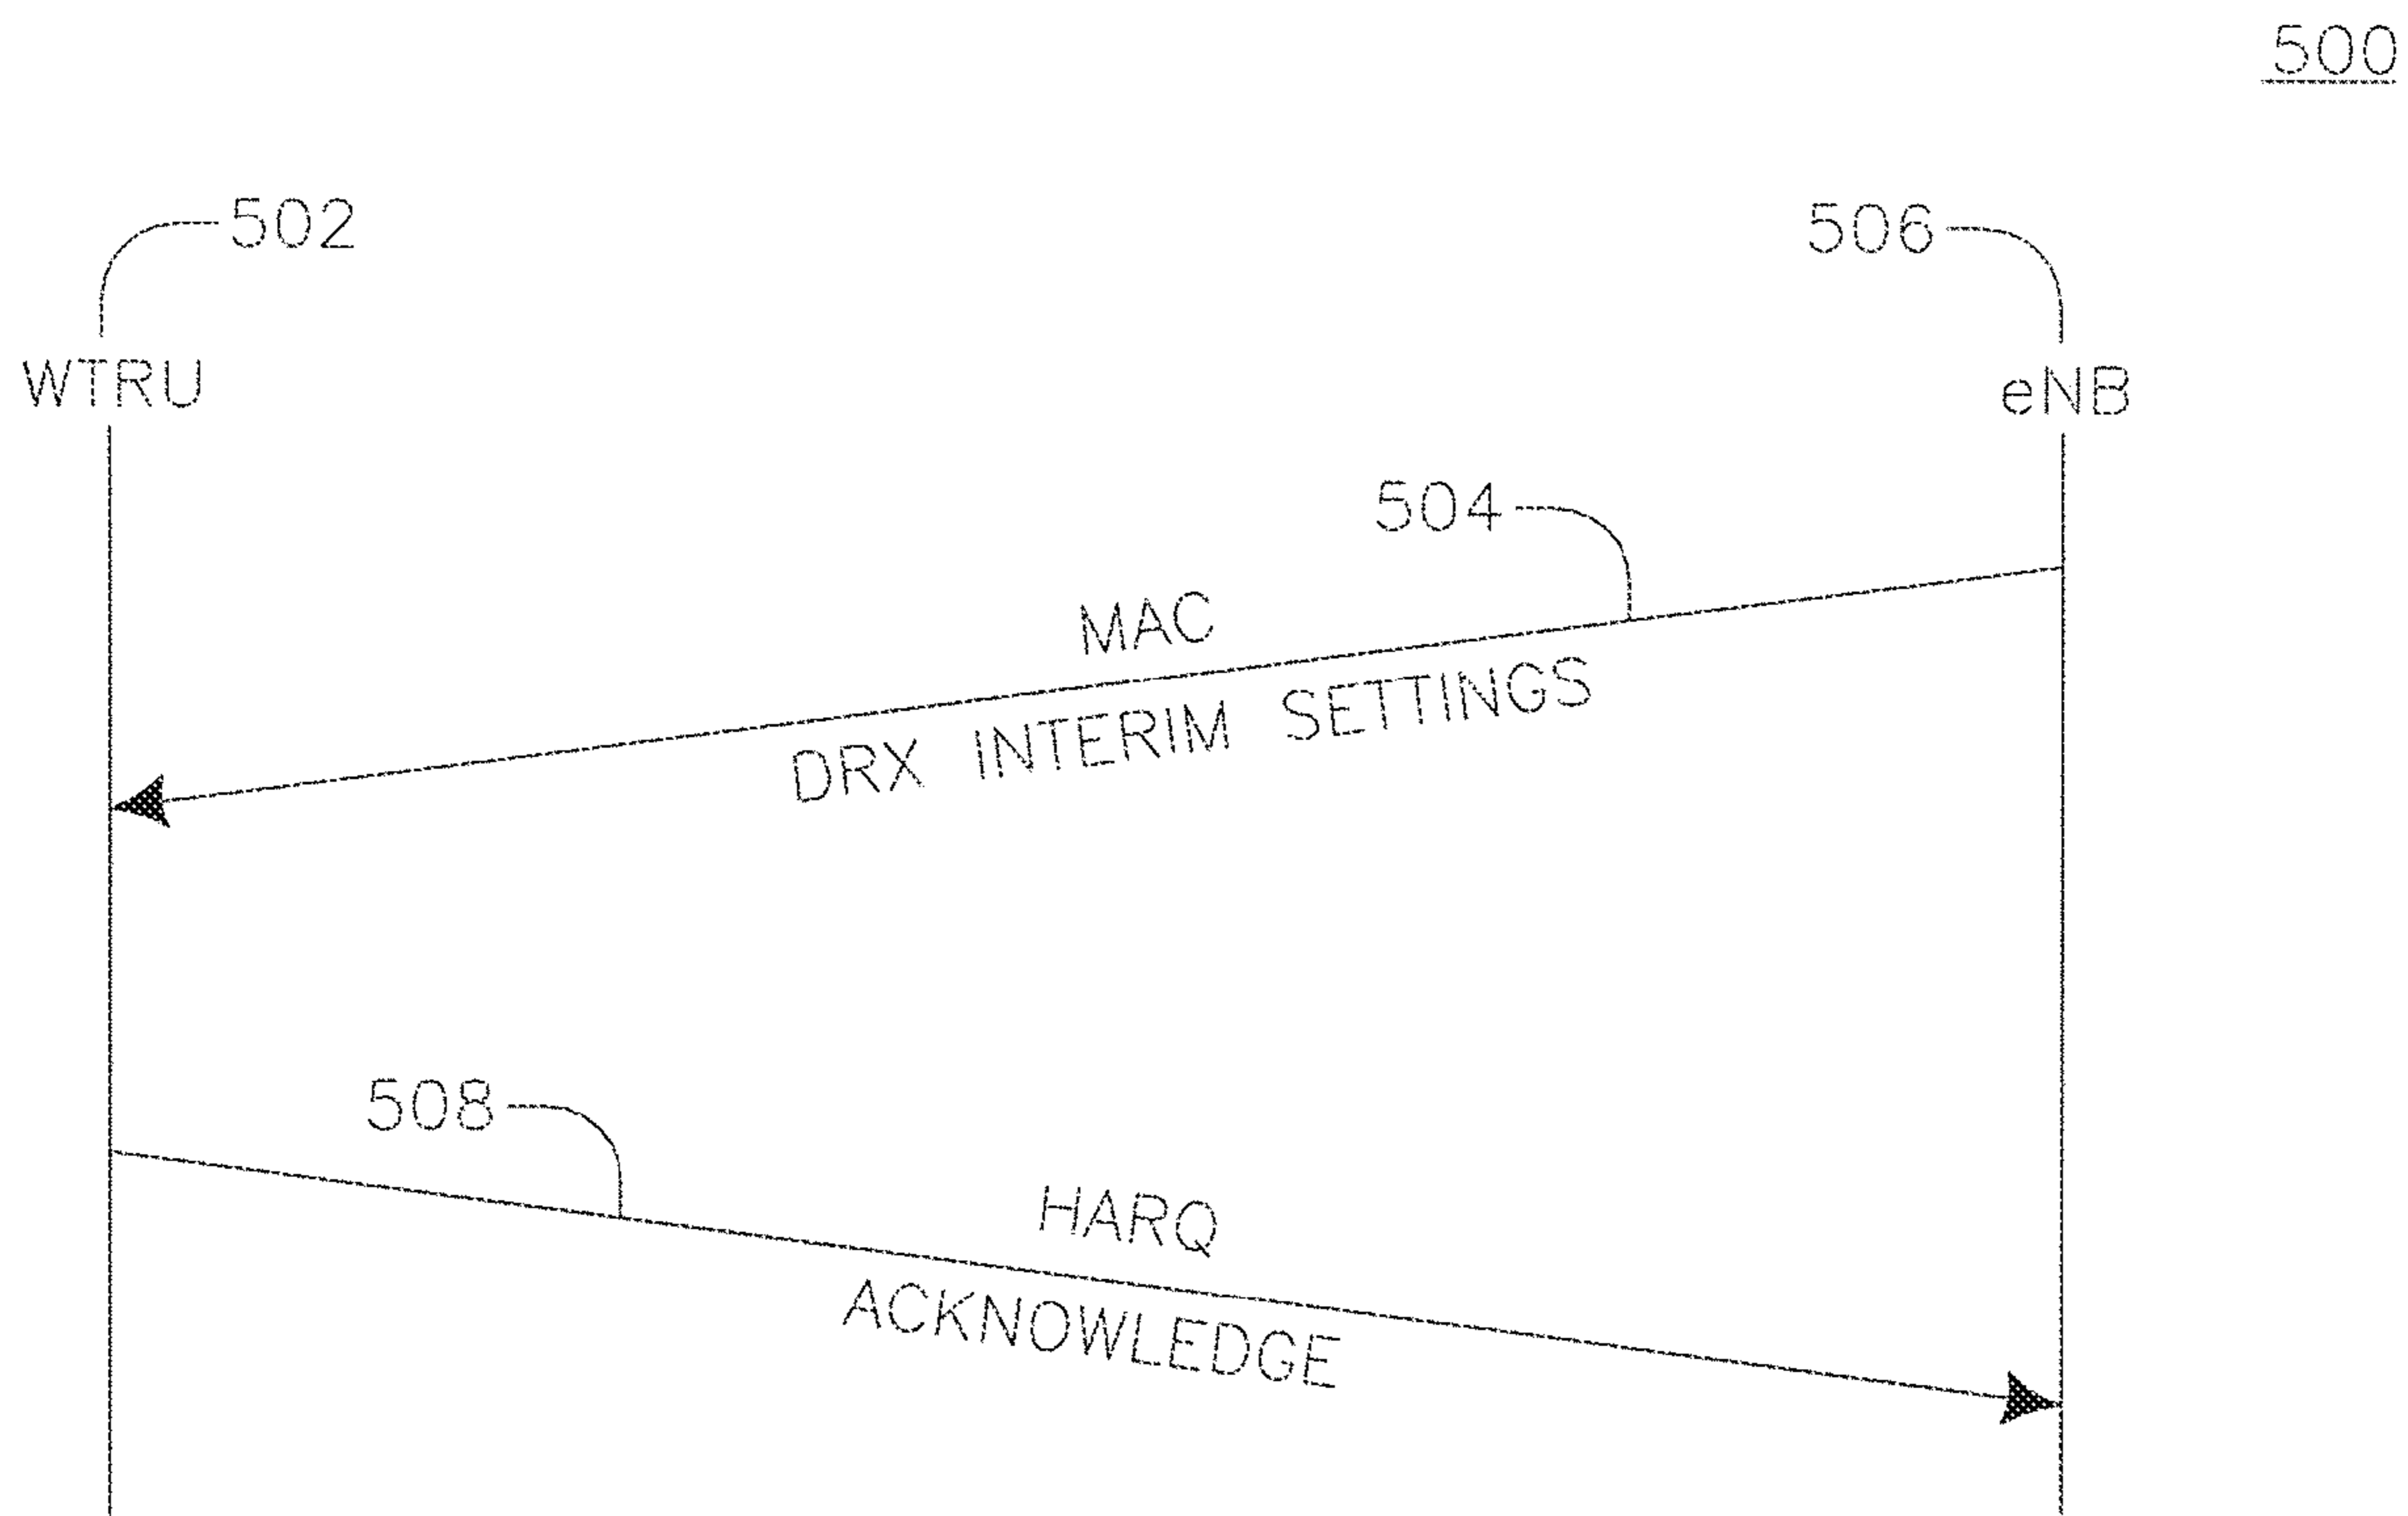 500
502
506
WTRU
eNB
504
MAC
DRX INTERIM SETTINGS
508
HARQ
ACKNOWLEDGE